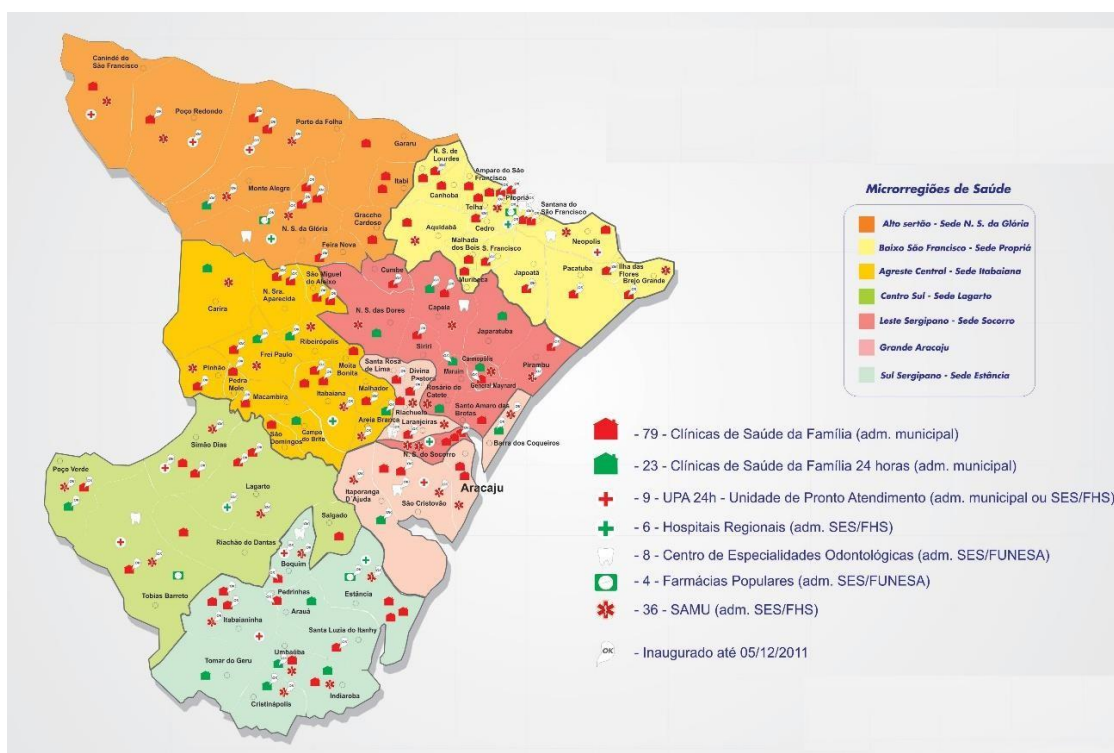 Canindé do
São Francisco
Poço Redondo
Porto da Folha
Gararu
N. S. de
Lourdes
Amparo do São
Francisco
Itabi
Canhoba
Propriá
Telha
Santana do
São Francisco
Monte Alegre
Graccho
Cardoso
Aquidabã
Cedro
Neopolis
N. S. da Glória
Malhada
dos Bois
S. Francisco
Feira Nova
Japoatã
Pacatuba
Ilha das
Flores
Brejo Grande
Cumbe
Muribeca
São Miguel
do Aleixo
N. Sra.
Aparecida
Capela
Carira
N. S. das Dores
Japaratuba
Ribeirópolis
Siriri
Frei Paulo
Carmópolis
Pirambu
Santa Rosa
de Lima
Divina
Pastora
Maruim
Moita
Bonita
General Maynard
Pinhão
Pedra
Mole
Rosário do
Catete
Itabaiana
Malhador
Macambira
Santo Amaro das
Brotas
Riachuelo
Areia Branca
Laranjeiras
São
Domingos
Campo
do Brito
Barra dos Coqueiros
Simão Dias
N. S. do Socorro
Poço Verde
Aracaju
Itaporanga
D'Ajuda
Lagarto
São Cristovão
Salgado
Riachão do Dantas
Boquim
Tobias Barreto
Pedrinhas
Estância
Arauá
Itabaianinha
Santa Luzia do Itanhy
Umbaúba
Tomar do Geru
Indiaroba
Cristinápolis
Microrregiões de Saúde
Alto sertão - Sede N. S. da Glória
Baixo São Francisco - Sede Propriá
Agreste Central - Sede Itabaiana
Centro Sul - Sede Lagarto
Leste Sergipano - Sede Socorro
Grande Aracaju
Sul Sergipano - Sede Estância
- 79 - Clínicas de Saúde da Família (adm. municipal)
- 23 - Clínicas de Saúde da Família 24 horas (adm. municipal)
- 9 - UPA 24h - Unidade de Pronto Atendimento (adm. municipal ou SES/FHS)
- 6 - Hospitais Regionais (adm. SES/FHS)
- 8 - Centro de Especialidades Odontológicas (adm. SES/FUNESA)
- 4 - Farmácias Populares (adm. SES/FUNESA)
- 36 - SAMU (adm. SES/FHS)
OK - Inaugurado até 05/12/2011